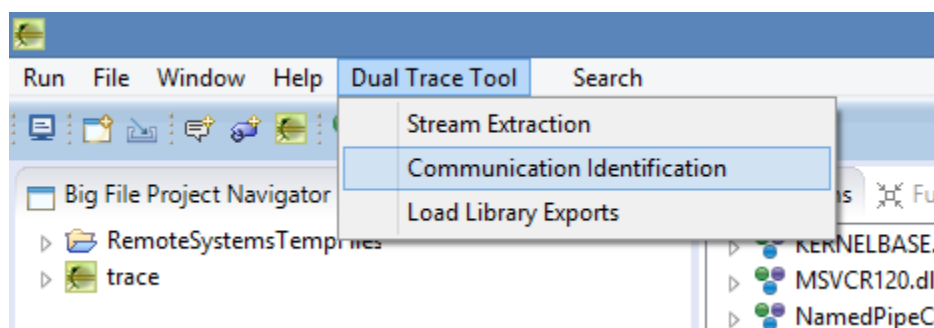 Run File Window Help Dual Trace Tool Search
Stream Extraction
Communication Identification
Load Library Exports
Big File Project Navigator
RemoteSystemsTempFiles
trace
KERNELBASE.
MSVCR120.dl
NamedPipeC